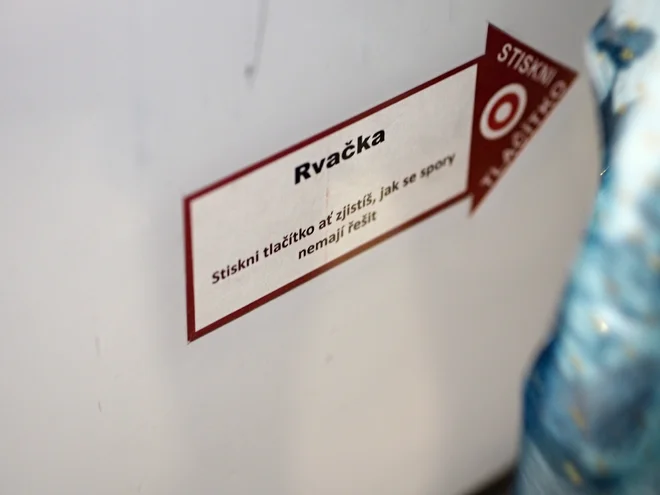 Rvačka
Stiskni tlačítko ať zjistíš, jak se spory
nemají řešit
STISKNI
TLAČÍTKO